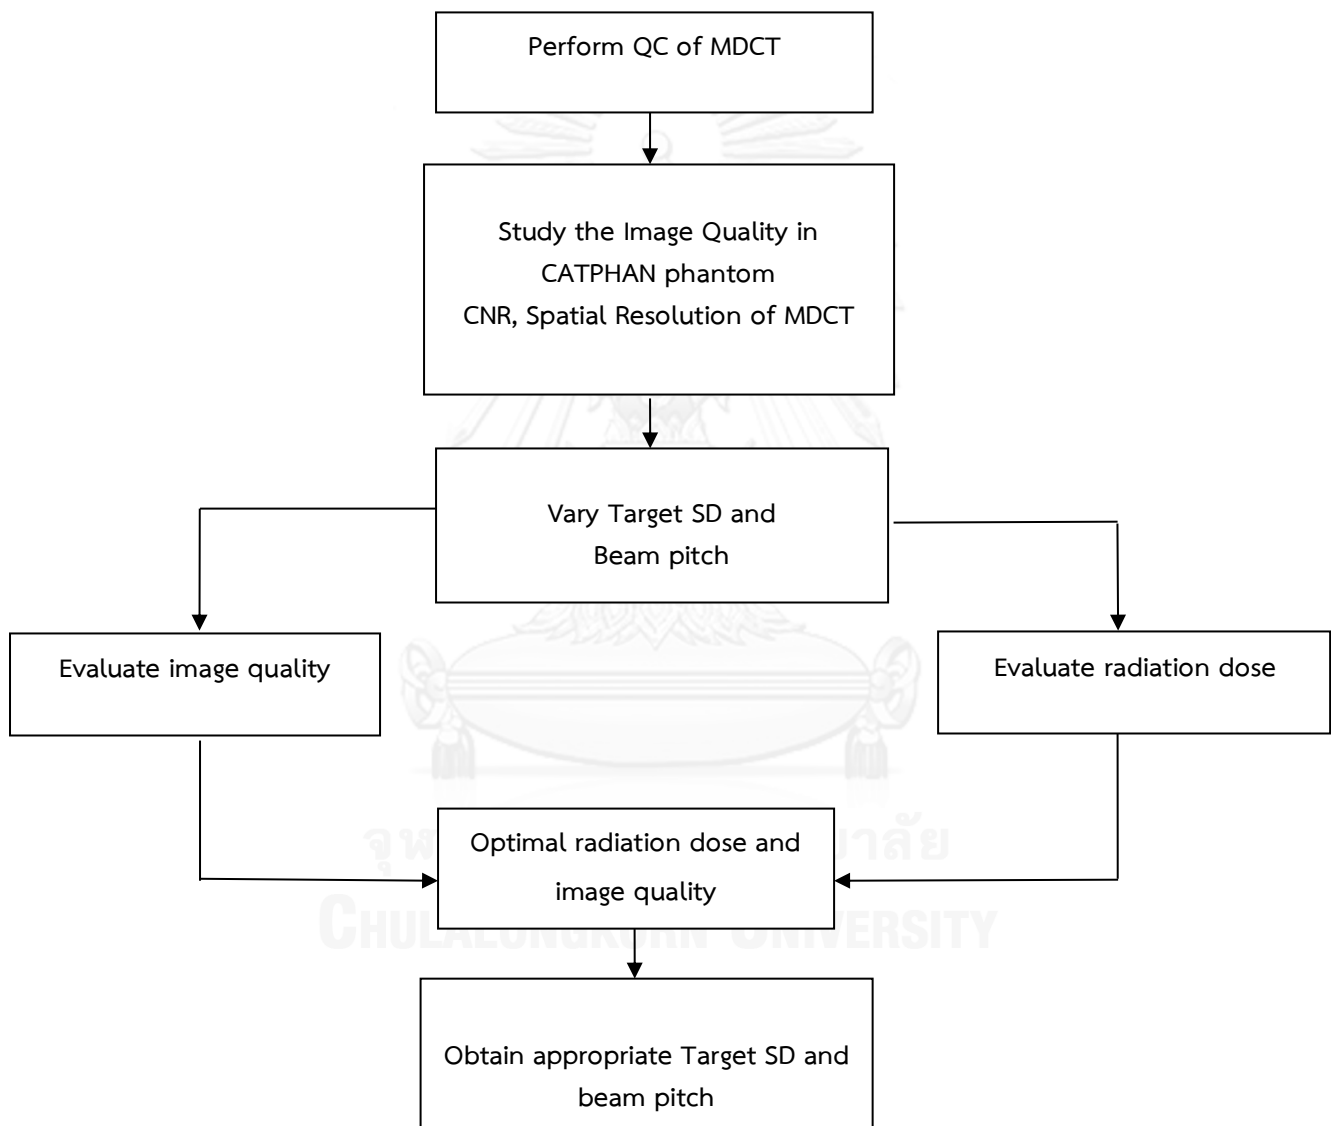 Perform QC of MDCT
Study the Image Quality in
CATPHAN phantom
CNR, Spatial Resolution of MDCT
Vary Target SD and
Beam pitch
Evaluate image quality
Evaluate radiation dose
Optimal radiation dose and
image quality
CHULALONGKORN UNIVERSITY
Obtain appropriate Target SD and
beam pitch